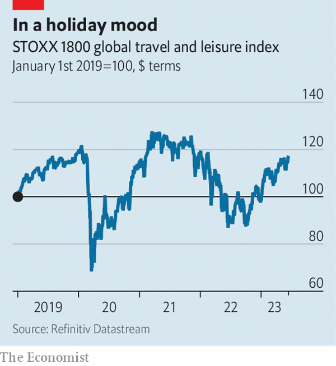 In a holiday mood
STOXX 1800 global travel and leisure index
January 1st 2019=100, $ terms
140
120
100
80
60
2019 20 21 22 23
Source: Refinitiv Datastream
The Economist